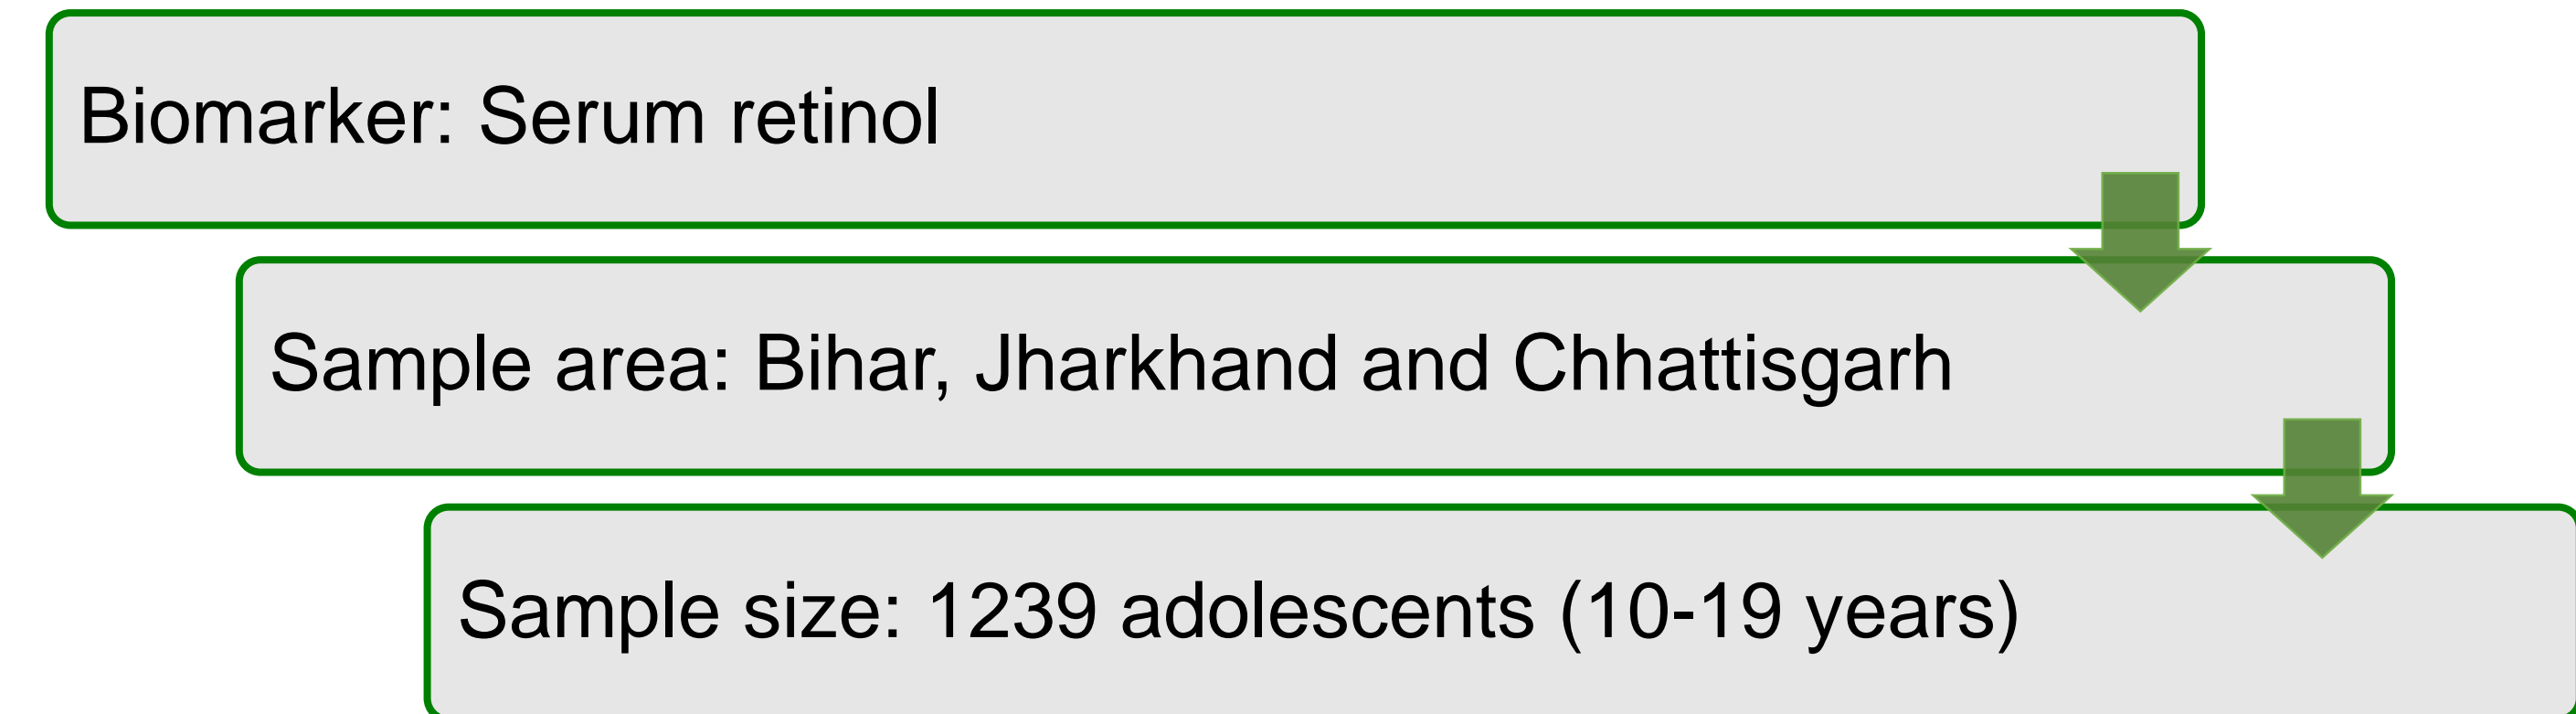 Biomarker: Serum retinol
Sample area: Bihar, Jharkhand and Chhattisgarh
Sample size: 1239 adolescents (10-19 years)